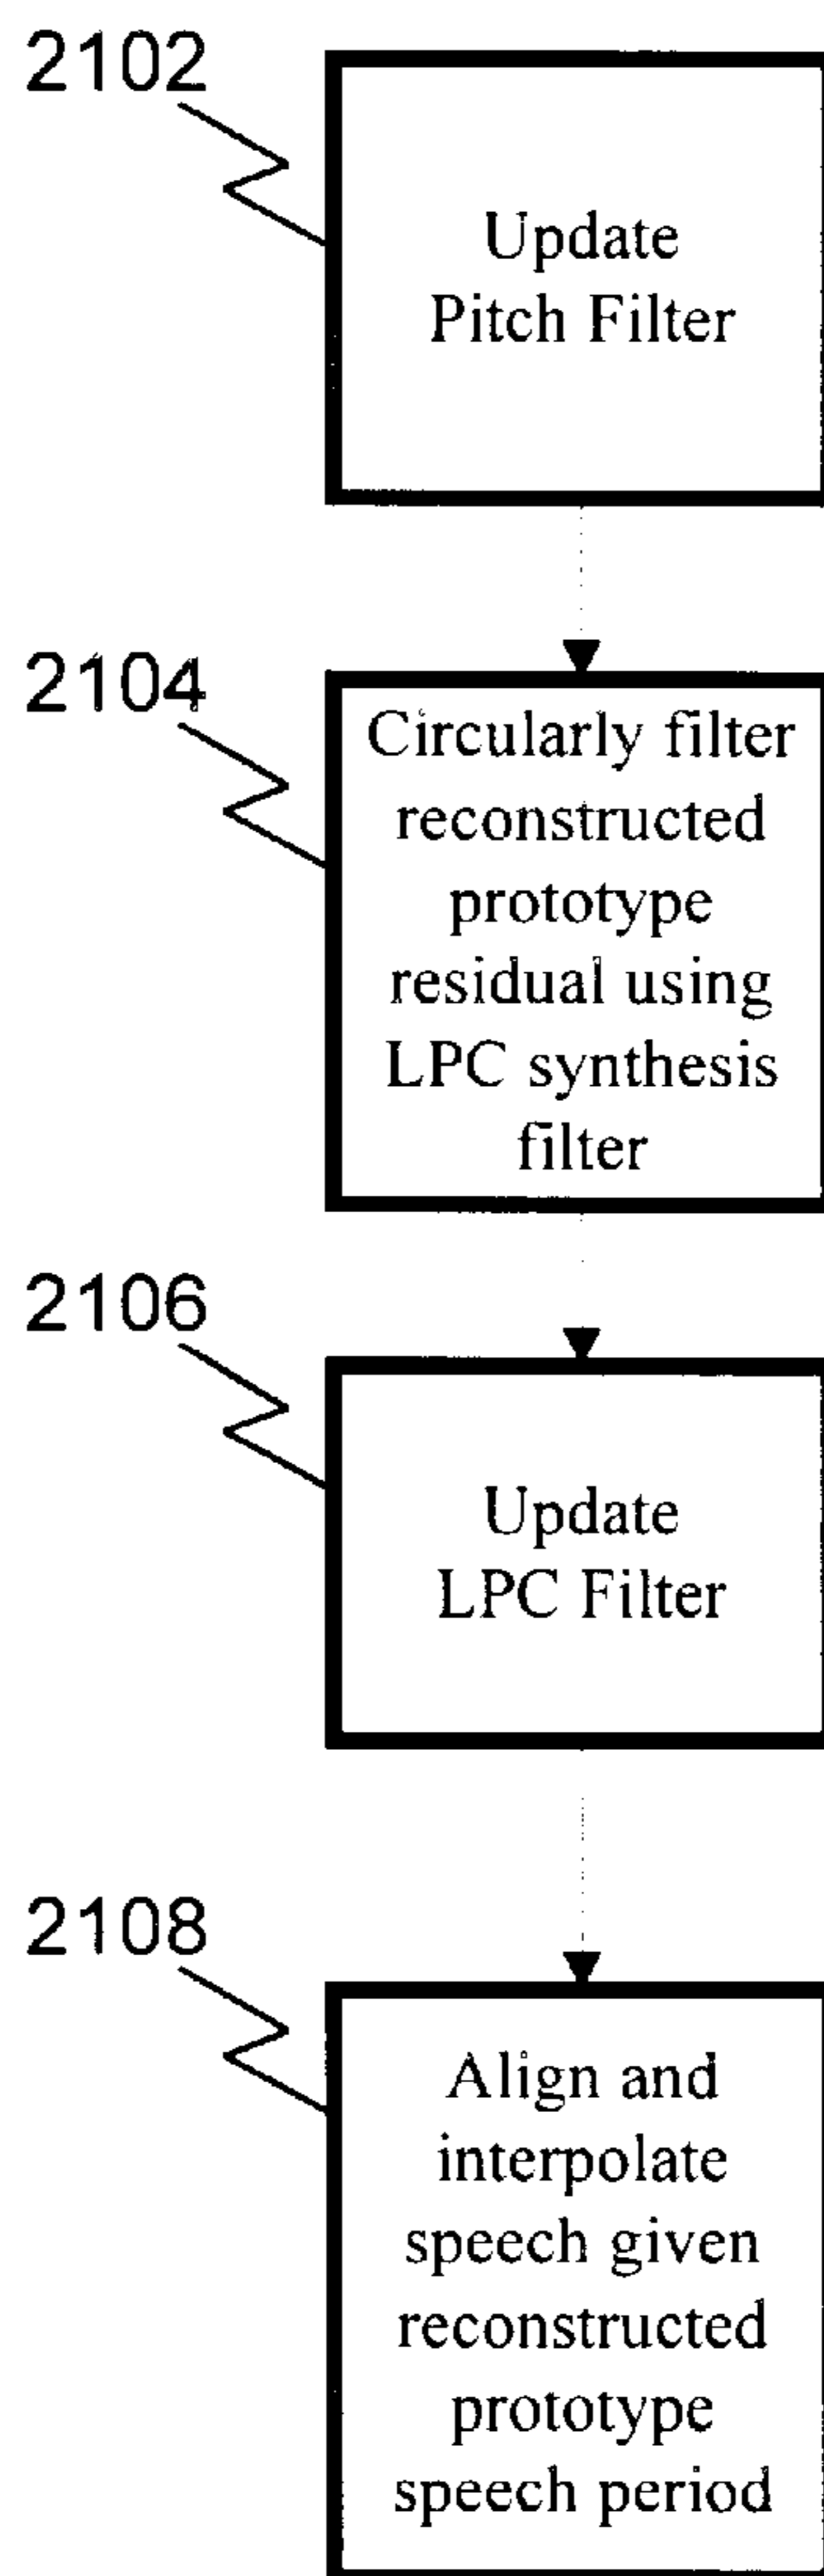 2102
Update
Pitch Filter
2104
Circularly filter
reconstructed
prototype
residual using
LPC synthesis
filter
2106
Update
LPC Filter
2108
Align and
interpolate
speech given
reconstructed
prototype
speech period